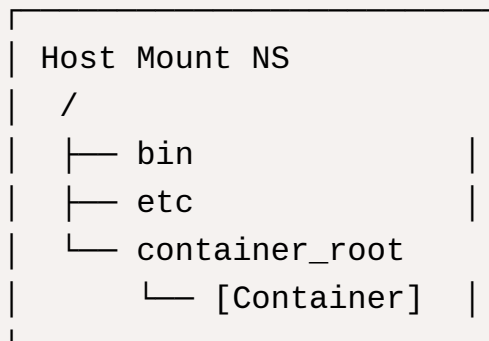 ┌─────────────────────────
│ Host Mount NS
│  /
│  ├── bin              │
│  ├── etc              │
│  └── container_root
│      └── [Container]  │